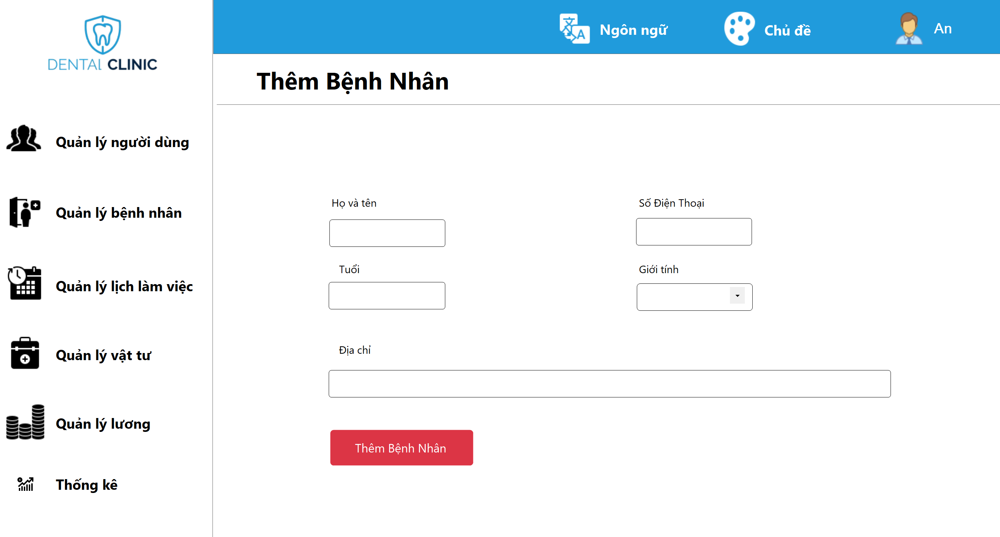 DENTAL CLINIC
Ngôn ngữ
Chủ đề
An
Thêm Bệnh Nhân
Quản lý người dùng
Quản lý bệnh nhân
Quản lý lịch làm việc
Quản lý vật tư
Quản lý lương
Thống kê
Họ và tên
Số Điện Thoại
Tuổi
Giới tính
Địa chỉ
Thêm Bệnh Nhân